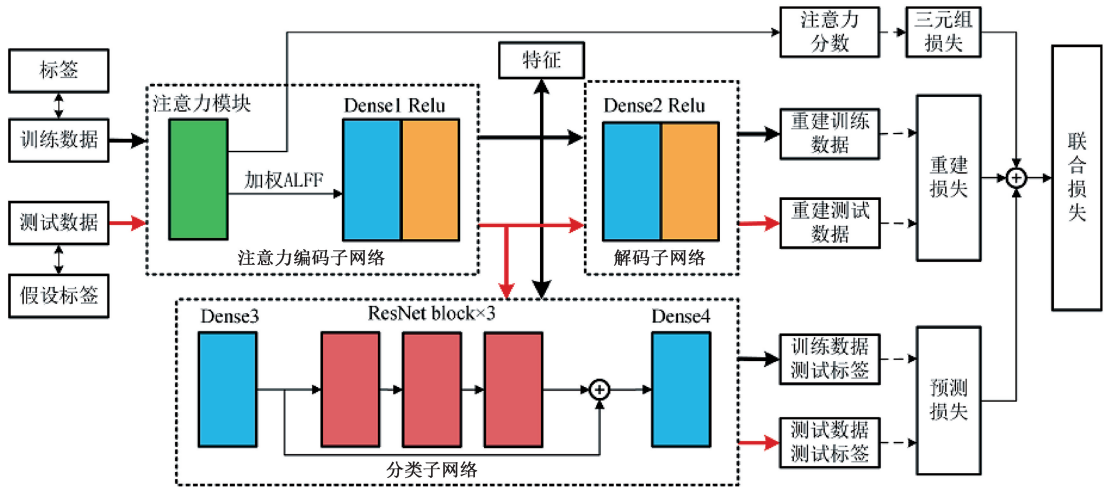 标签
训练数据
测试数据
假设标签
注意力模块
Dense1 Relu
加权ALFF
注意力编码子网络
特征
Dense2 Relu
解码子网络
Dense3
ResNet block×3
Dense4
分类子网络
注意力
分数
三元组
损失
重建训练
数据
重建测试
数据
重建
损失
训练数据
测试标签
测试数据
测试标签
预测
损失
联合损失